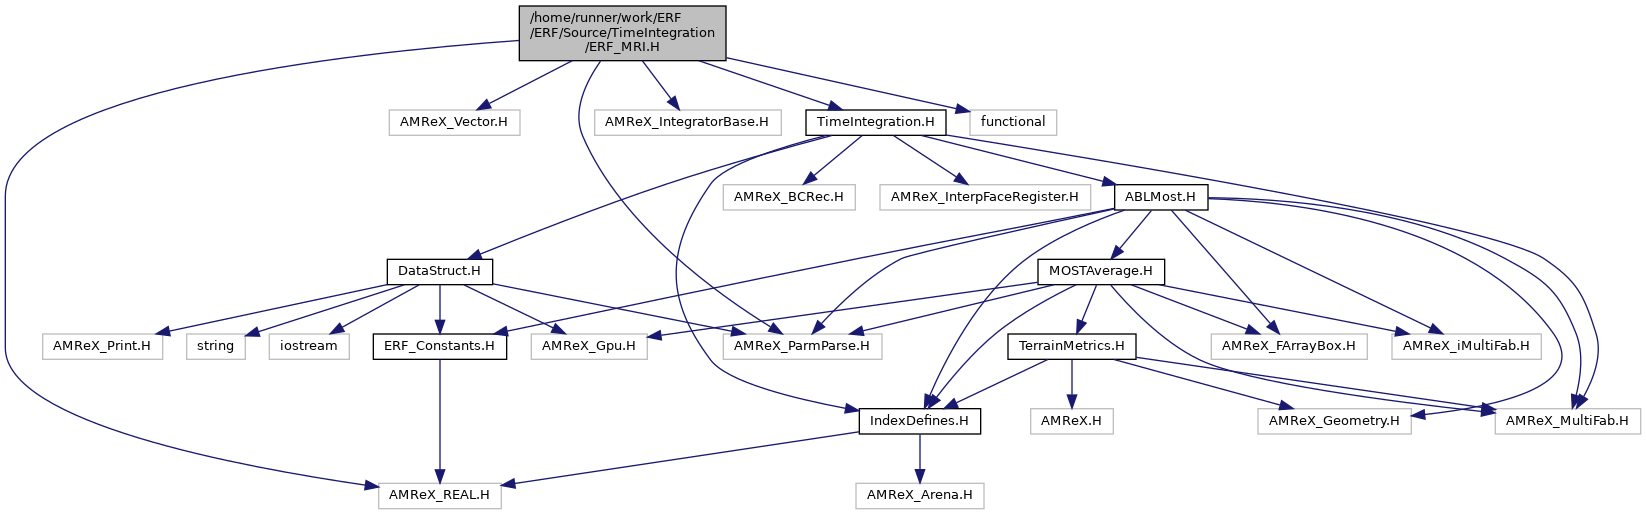 /home/runner/work/ERF
/ERF/Source/TimeIntegration
/ERF_MRI.H
AMReX_Vector.H
AMReX_IntegratorBase.H
TimeIntegration.H
functional
AMReX_BCRec.H
AMReX_InterpFaceRegister.H
ABLMost.H
DataStruct.H
MOSTAverage.H
AMReX_Print.H
string
iostream
ERF_Constants.H
AMReX_Gpu.H
AMReX_ParmParse.H
TerrainMetrics.H
AMReX_FArrayBox.H
AMReX_iMultiFab.H
IndexDefines.H
AMReX.H
AMReX_Geometry.H
AMReX_MultiFab.H
AMReX_REAL.H
AMReX_Arena.H